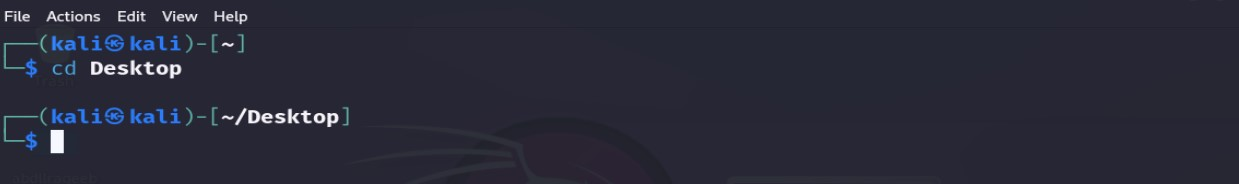 File Actions Edit View Help
┌──(kali㉿kali)-[~]
└─$ cd Desktop
┌──(kali㉿kali)-[~/Desktop]
└─$